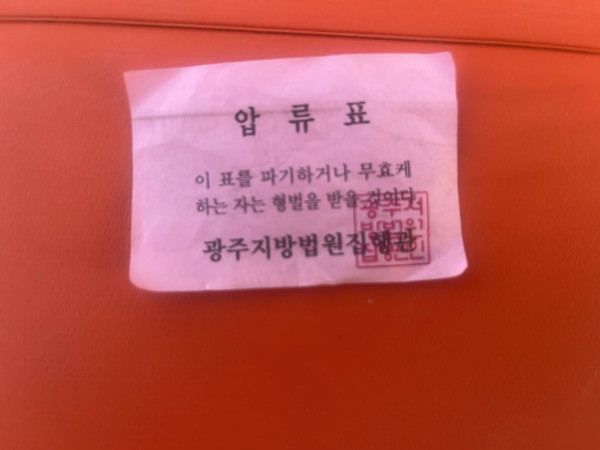 압류표
이 표를 파기하거나 무효케
하는 자는 형벌을 받을 것이다.
광주지방법원집행관